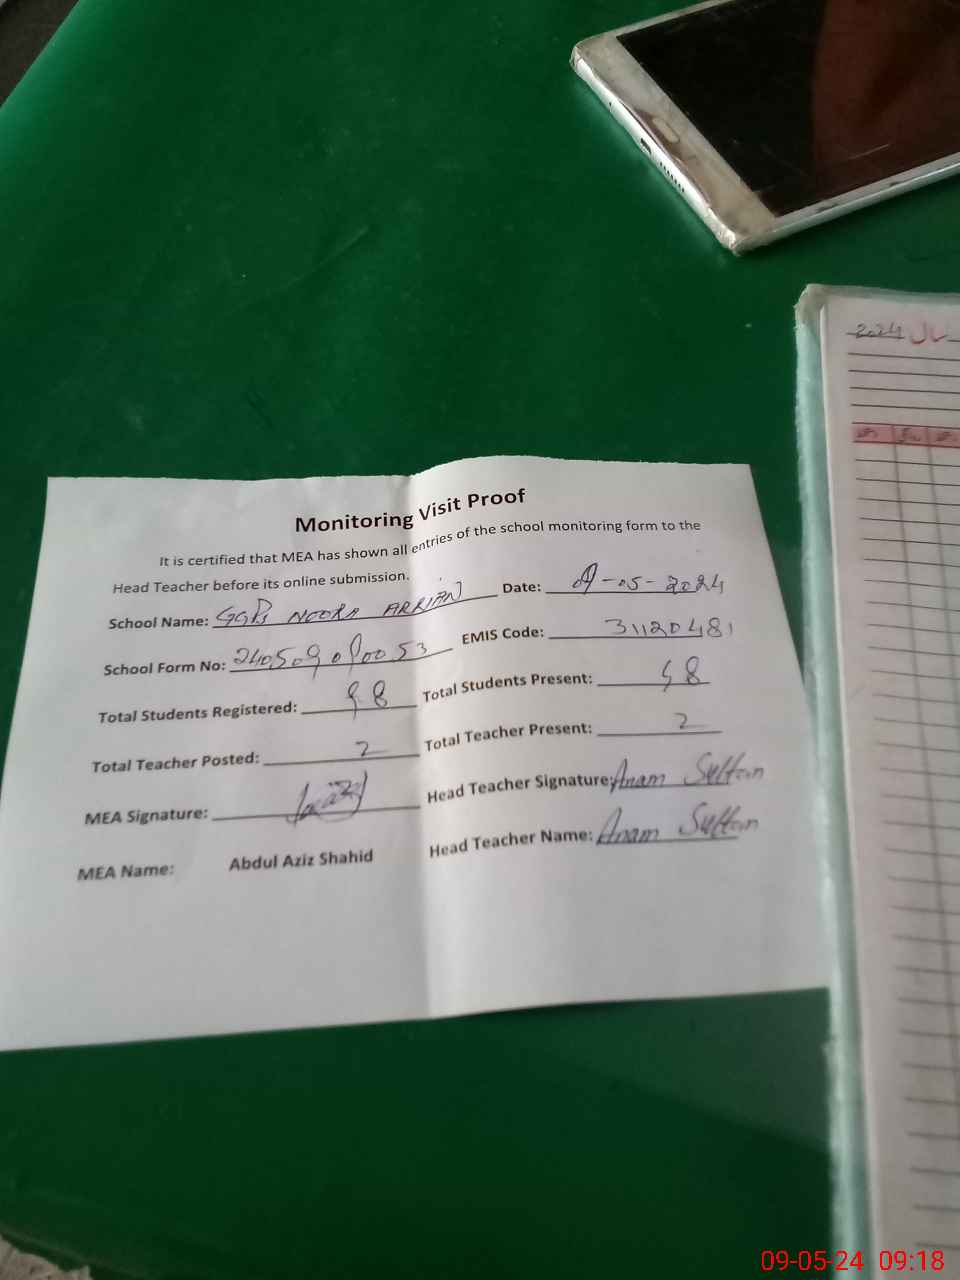 Monitoring Visit Proof
It is certified that MEA has shown all entries of the school monitoring form to the
Head Teacher before its online submission.
School Name: GGPS NOORA ARRIAN Date: 09-05-2024
School Form No: EMIS Code: 31120481
Total Students Registered: Total Students Present:
Total Teacher Posted: 2 Total Teacher Present: 2
MEA Signature: Head Teacher Signature: Anam Sultan
MEA Name: Abdul Aziz Shahid Head Teacher Name: Anam Sultan
2024 سال
09-05-24 09:18